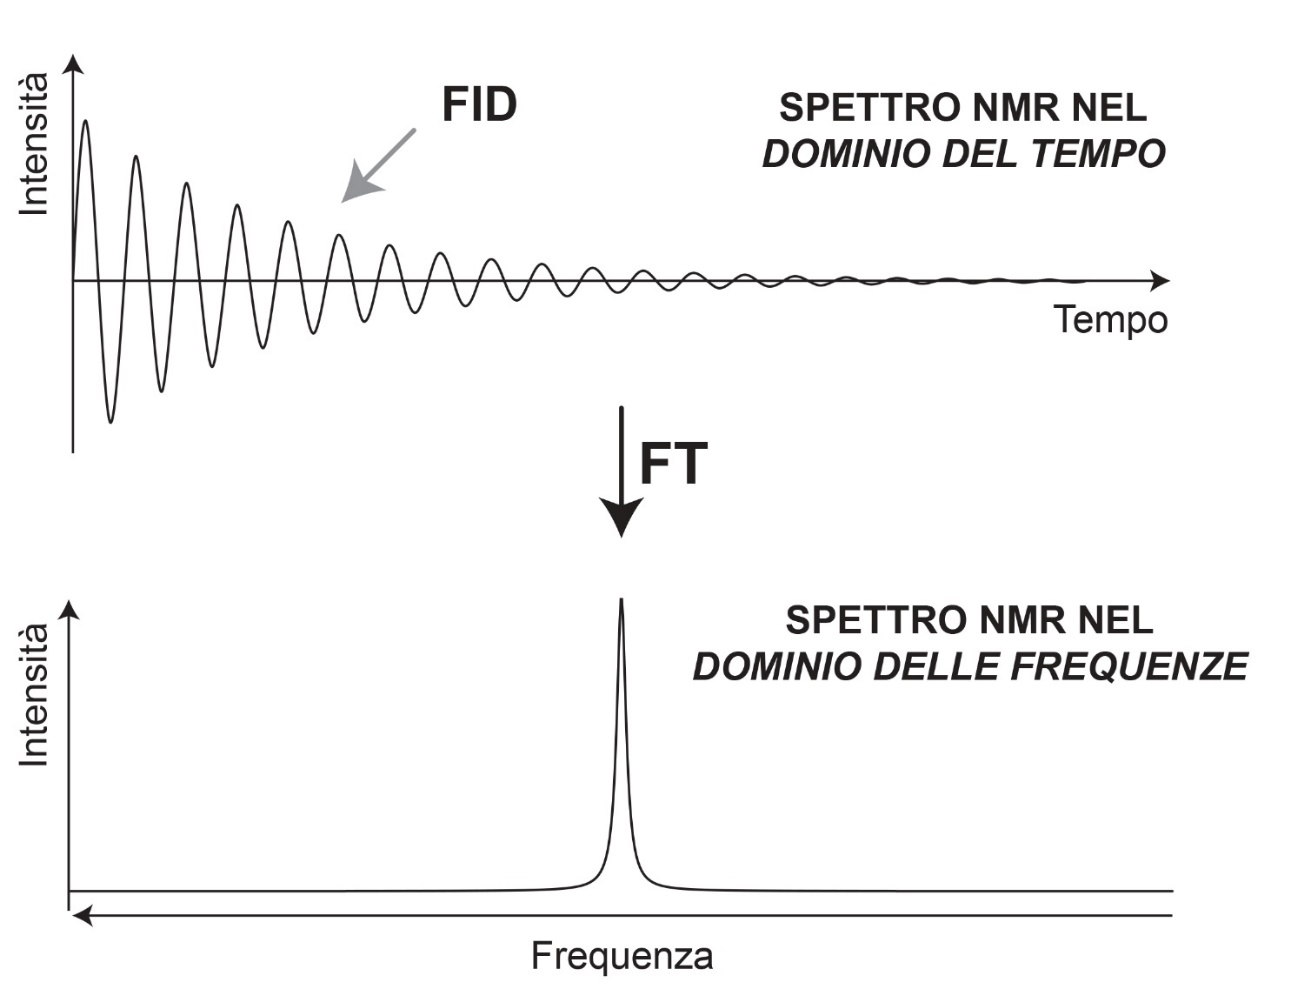 Intensità
FID
SPETTRO NMR NEL
DOMINIO DEL TEMPO
Tempo
FT
Intensità
SPETTRO NMR NEL
DOMINIO DELLE FREQUENZE
Frequenza